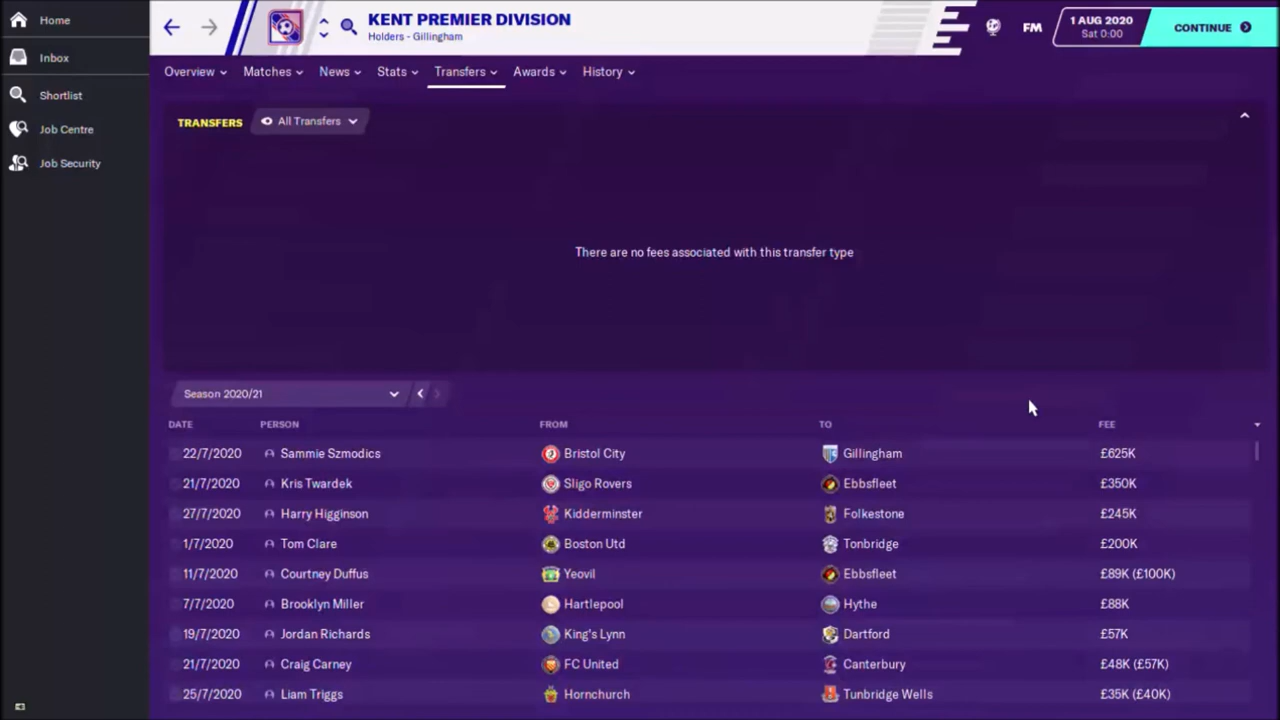 Home
Inbox
Shortlist
Job Centre
Job Security
KENT PREMIER DIVISION
Holders - Gillingham
FM
1 AUG 2020
Sat 0:00
CONTINUE
Overview Matches News Stats Transfers Awards History
TRANSFERS All Transfers
There are no fees associated with this transfer type
Season 2020/21
DATE PERSON FROM TO FEE
22/7/2020 Sammie Szmodics Bristol City Gillingham £625K
21/7/2020 Kris Twardek Sligo Rovers Ebbsfleet £350K
27/7/2020 Harry Higginson Kidderminster Folkestone £245K
1/7/2020 Tom Clare Boston Utd Tonbridge £200K
11/7/2020 Courtney Duffus Yeovil Ebbsfleet £89K (£100K)
7/7/2020 Brooklyn Miller Hartlepool Hythe £88K
19/7/2020 Jordan Richards King's Lynn Dartford £57K
21/7/2020 Craig Carney FC United Canterbury £48K (£57K)
25/7/2020 Liam Triggs Hornchurch Tunbridge Wells £35K (£40K)